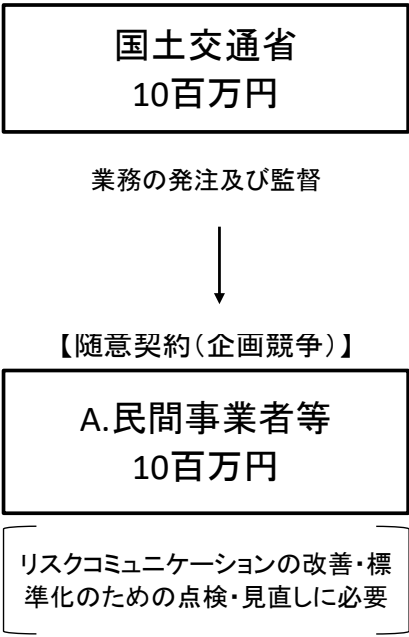 国土交通省
10百万円
業務の発注及び監督
【随意契約(企画競争)】
A.民間事業者等
10百万円
リスクコミュニケーションの改善・標
準化のための点検・見直しに必要